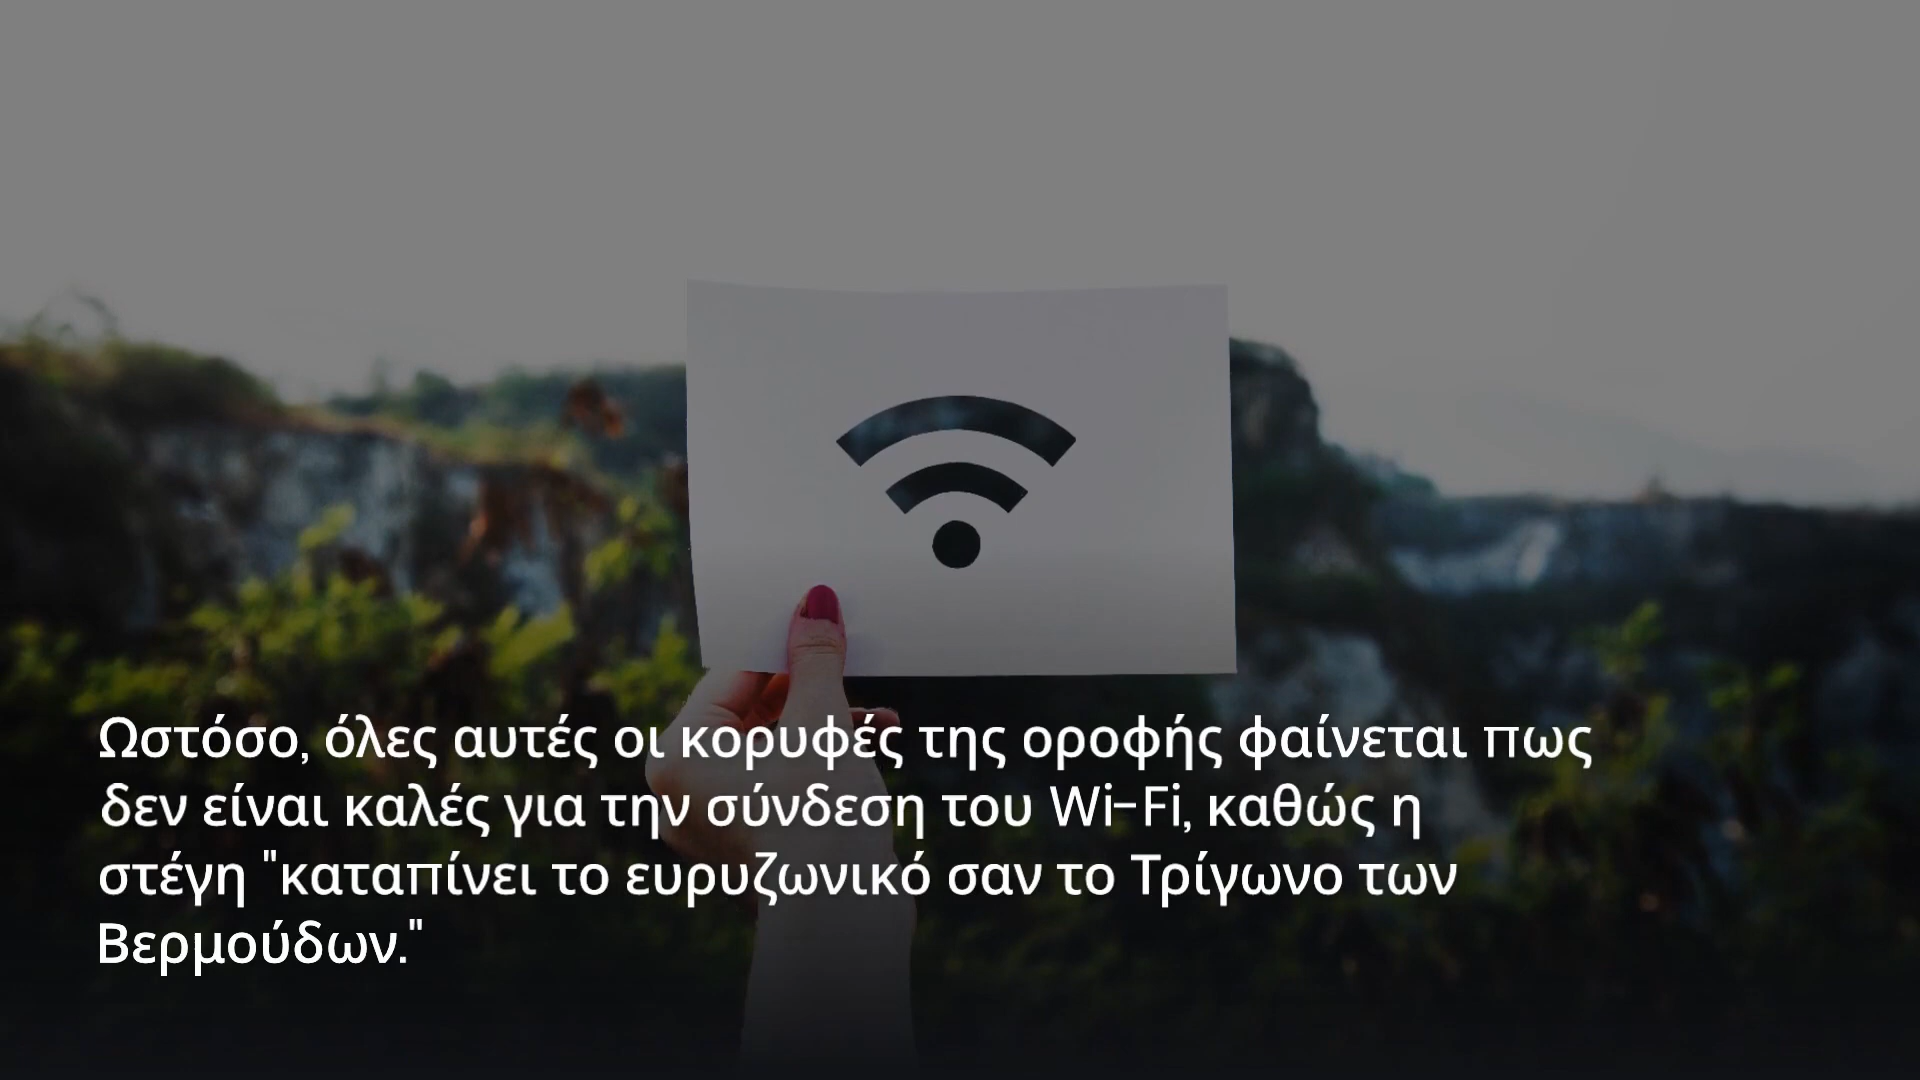 Ωστόσο, όλες αυτές οι κορυφές της οροφής φαίνεται πως
δεν είναι καλές για την σύνδεση του Wi-Fi, καθώς η
στέγη "καταπίνει το ευρυζωνικό σαν το Τρίγωνο των
Βερμούδων."